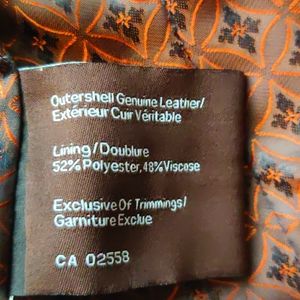 Outershell Genuine Leather/
Extérieur Cuir Véritable
Lining/Doublure
52% Polyester, 48% Viscose
Exclusive Of Trimmings/
Garniture Exclue
CA 02558